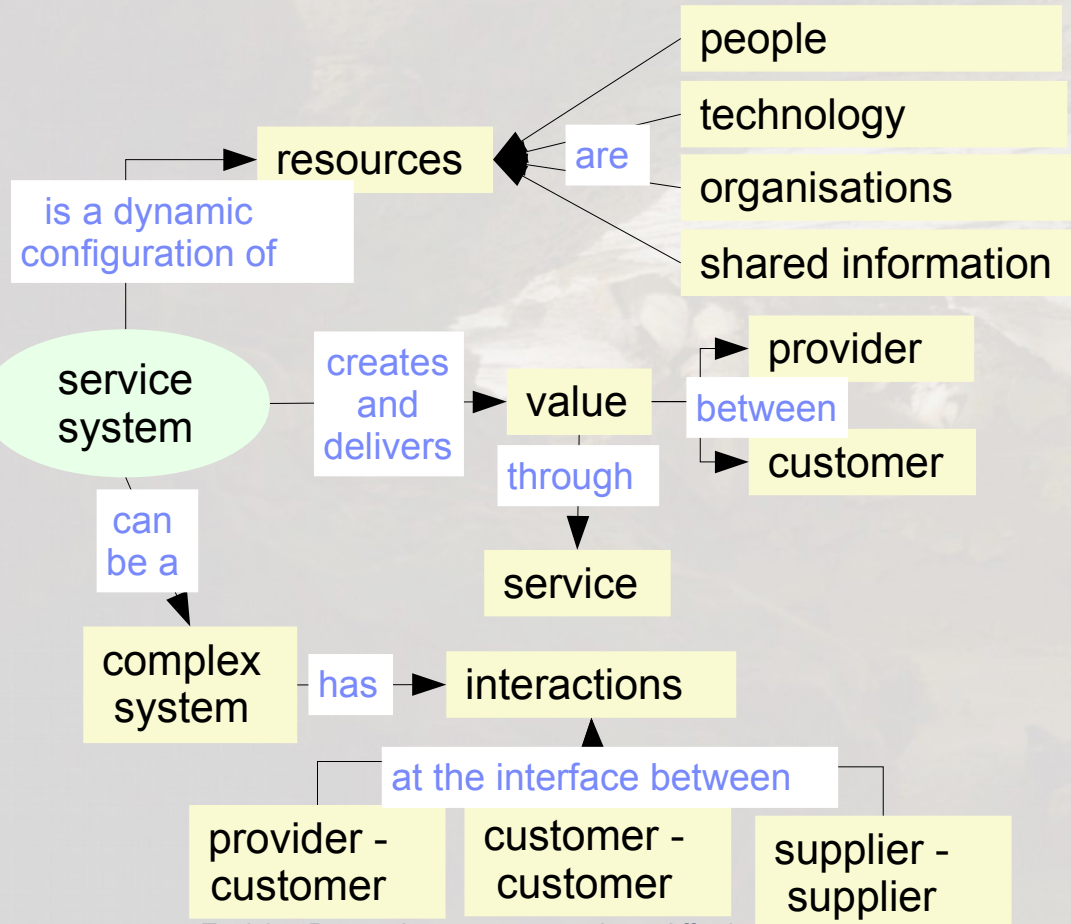 people
technology
organisations
shared information
resources
are
is a dynamic
configuration of
service
system
creates
and
delivers
value
between
provider
customer
through
service
can
be a
complex
system
has
interactions
at the interface between
provider -
customer
customer -
customer
supplier -
supplier